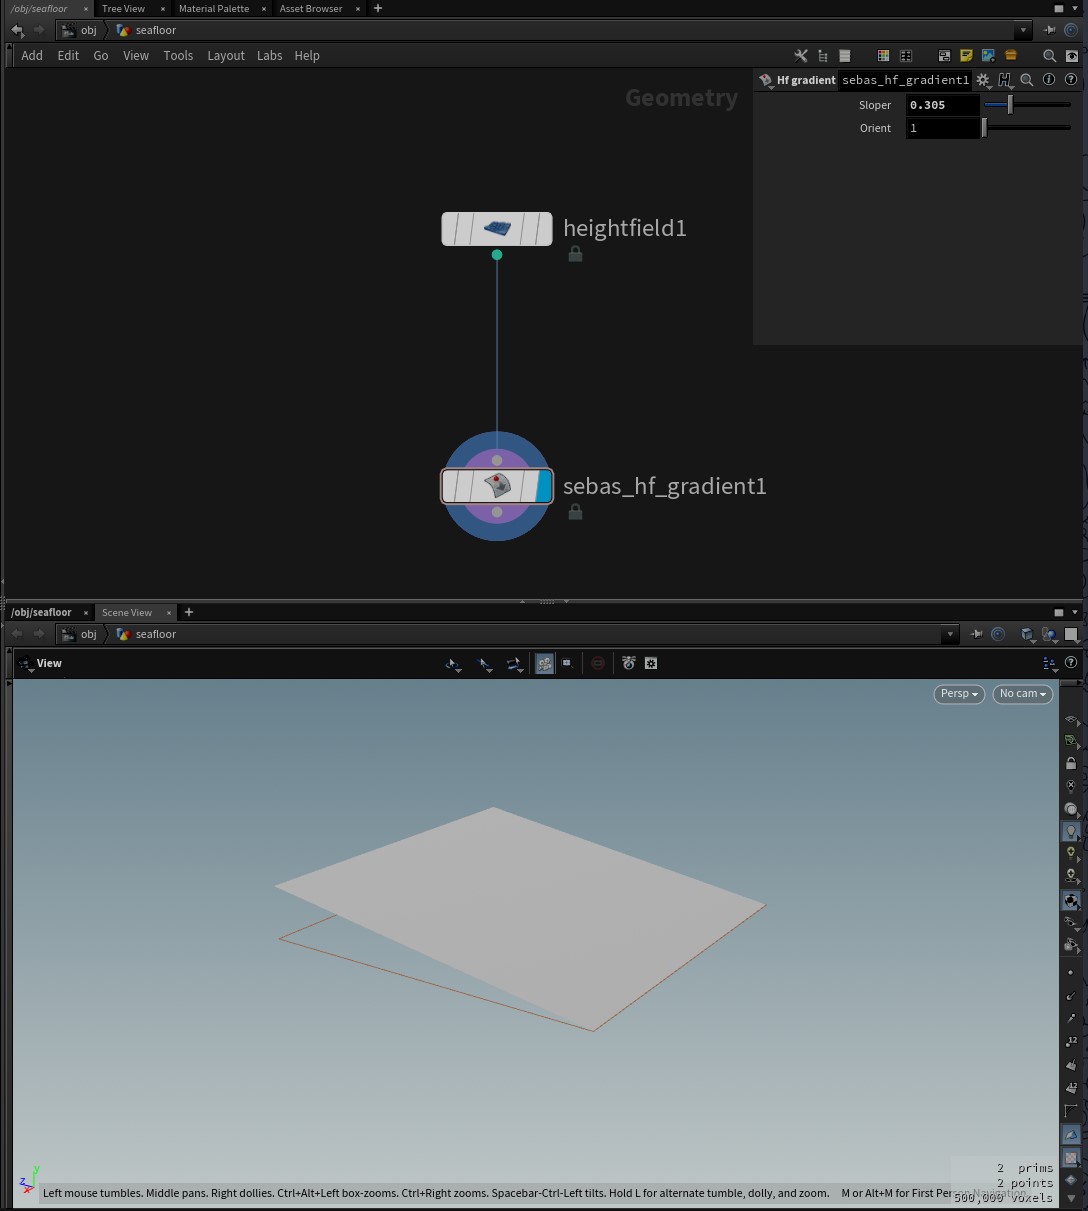 /obj/seafloor × Tree View × Material Palette × Asset Browser × +
obj seafloor
Add Edit Go View Tools Layout Labs Help
Geometry
Hf gradient sebas_hf_gradient1
Sloper 0.305
Orient 1
heightfield1
sebas_hf_gradient1
/obj/seafloor × Scene View × +
obj seafloor
View
Persp No cam
12
12
y
z
x
2 prims
2 points
500,000 voxels
Left mouse tumbles. Middle pans. Right dollies. Ctrl+Alt+Left box-zooms. Ctrl+Right zooms. Spacebar-Ctrl-Left tilts. Hold L for alternate tumble, dolly, and zoom. M or Alt+M for First Person Navigation.